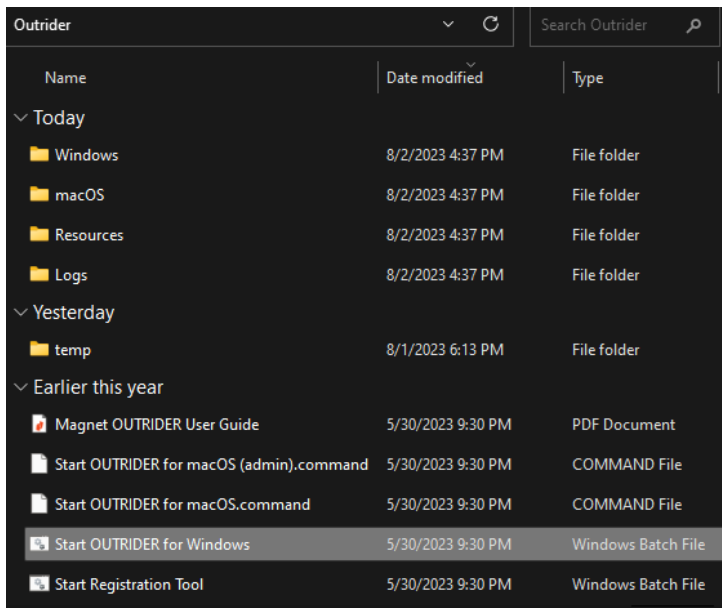 Outrider Search Outrider
Name Date modified Type
Today
Windows 8/2/2023 4:37 PM File folder
macOS 8/2/2023 4:37 PM File folder
Resources 8/2/2023 4:37 PM File folder
Logs 8/2/2023 4:37 PM File folder
Yesterday
temp 8/1/2023 6:13 PM File folder
Earlier this year
Magnet OUTRIDER User Guide 5/30/2023 9:30 PM PDF Document
Start OUTRIDER for macOS (admin).command 5/30/2023 9:30 PM COMMAND File
Start OUTRIDER for macOS.command 5/30/2023 9:30 PM COMMAND File
Start OUTRIDER for Windows 5/30/2023 9:30 PM Windows Batch File
Start Registration Tool 5/30/2023 9:30 PM Windows Batch File